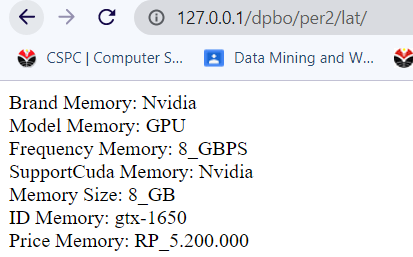 127.0.0.1/dpbo/per2/lat/
CSPC | Computer S...
Data Mining and W...
Brand Memory: Nvidia
Model Memory: GPU
Frequency Memory: 8_GBPS
SupportCuda Memory: Nvidia
Memory Size: 8_GB
ID Memory: gtx-1650
Price Memory: RP_5.200.000